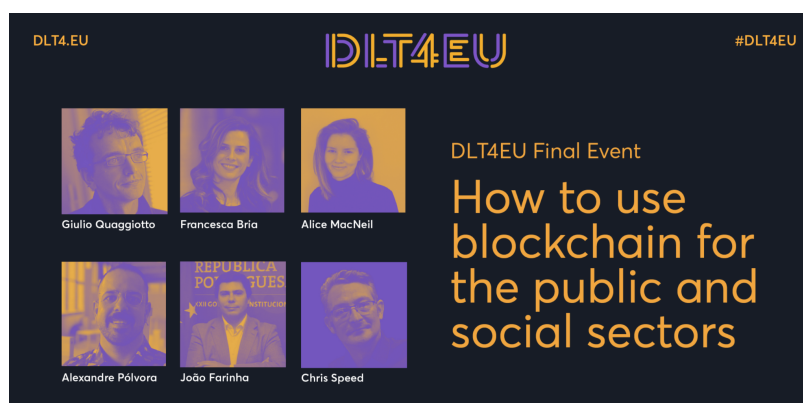 DLT4.EU
DLT4EU
#DLT4EU
Giulio Quaggiotto
Francesca Bria
Alice MacNeil
REPÚBLICA
Alexandre Pólvora
João Farinha
Chris Speed
DLT4EU Final Event
How to use
blockchain for
the public and
social sectors